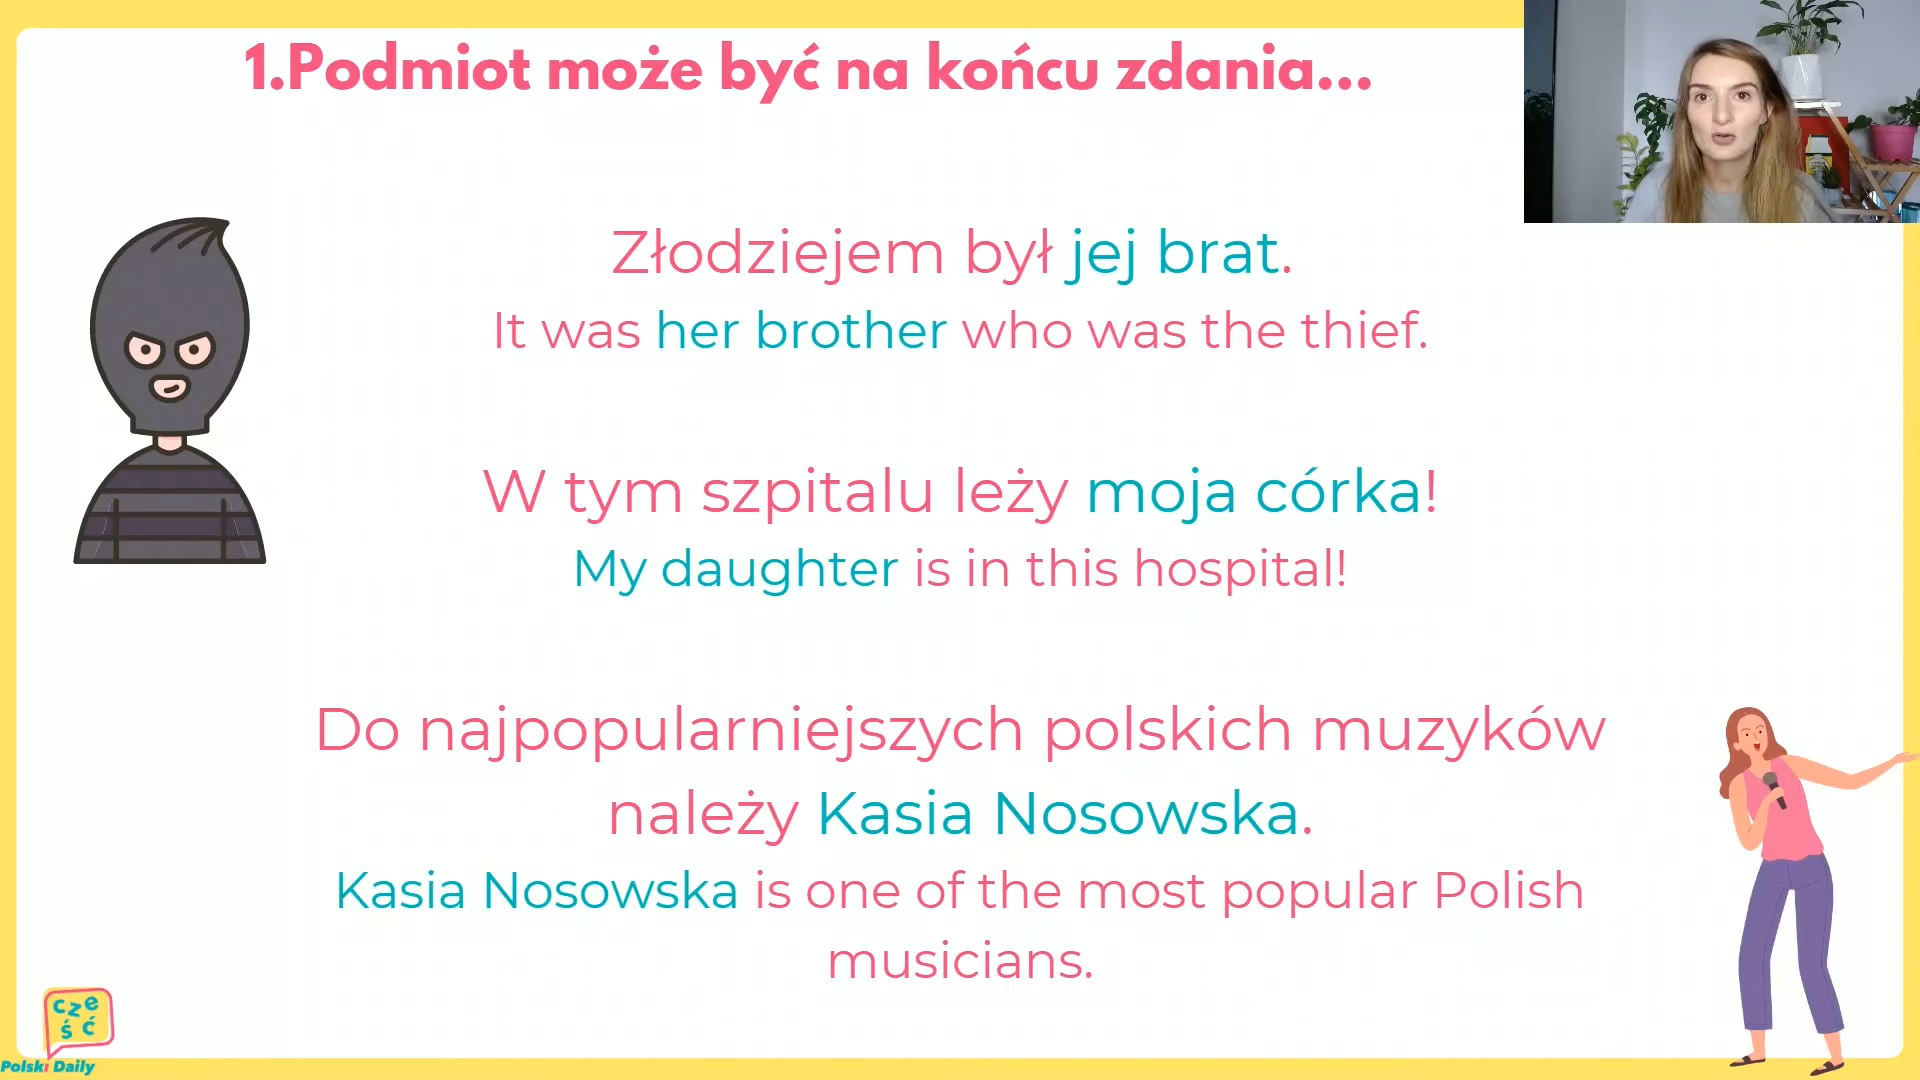 1.Podmiot może być na końcu zdania...
Złodziejem był jej brat.
It was her brother who was the thief.
W tym szpitalu leży moja córka!
My daughter is in this hospital!
Do najpopularniejszych polskich muzyków
należy Kasia Nosowska.
Kasia Nosowska is one of the most popular Polish
musicians.
cze
ść
Polski Daily